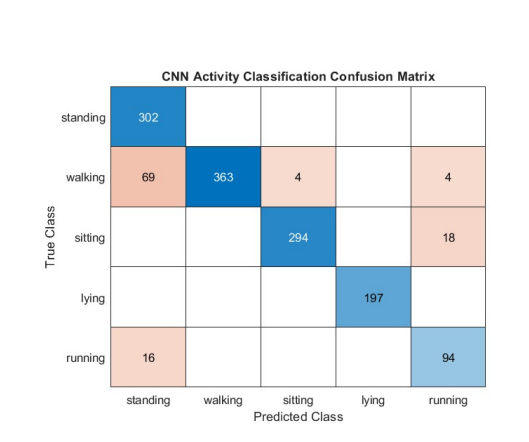 CNN Activity Classification Confusion Matrix
True Class
standing 302
walking 69 363 4 4
sitting 294 18
lying 197
running 16 94
standing walking sitting lying running
Predicted Class